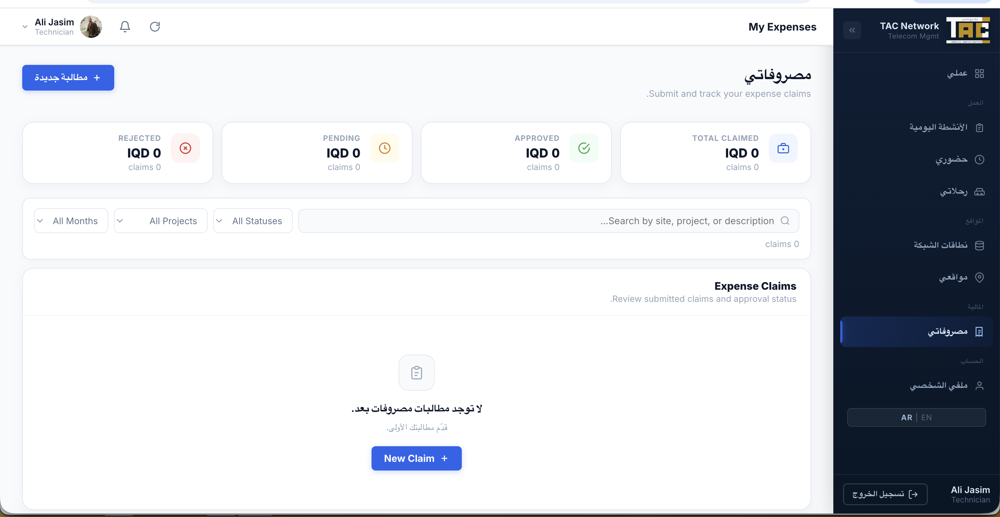 TAC Network
Telecom Mgmt
TAC
My Expenses
Ali Jasim
Technician
عملي
العمل
الأنشطة اليومية
حضوري
رحلاتي
المواقع
نطاقات الشبكة
مواقعي
المالية
مصروفاتي
الحساب
ملفي الشخصي
AR | EN
Ali Jasim
Technician
تسجيل الخروج
مصروفاتي
.Submit and track your expense claims
+ مطالبة جديدة
TOTAL CLAIMED
IQD 0
claims 0
APPROVED
IQD 0
claims 0
PENDING
IQD 0
claims 0
REJECTED
IQD 0
claims 0
...Search by site, project, or description
All Statuses
All Projects
All Months
claims 0
Expense Claims
.Review submitted claims and approval status
لا توجد مطالبات مصروفات بعد.
قدّم مطالبتك الأولى.
New Claim +